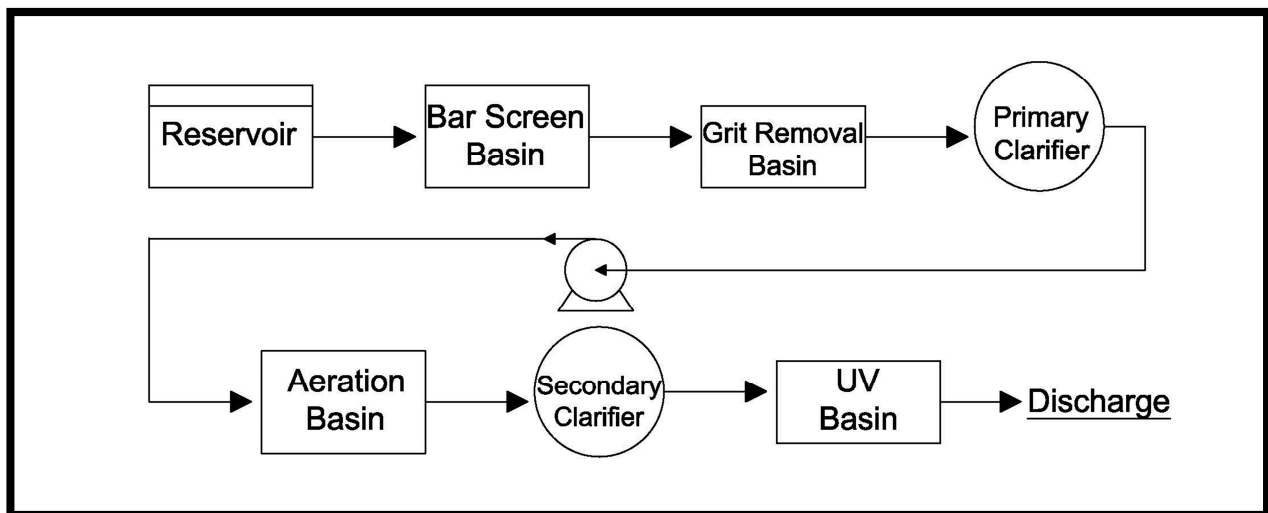 Reservoir
Bar Screen
Basin
Grit Removal
Basin
Primary
Clarifier
Aeration
Basin
Secondary
Clarifier
UV
Basin
Discharge